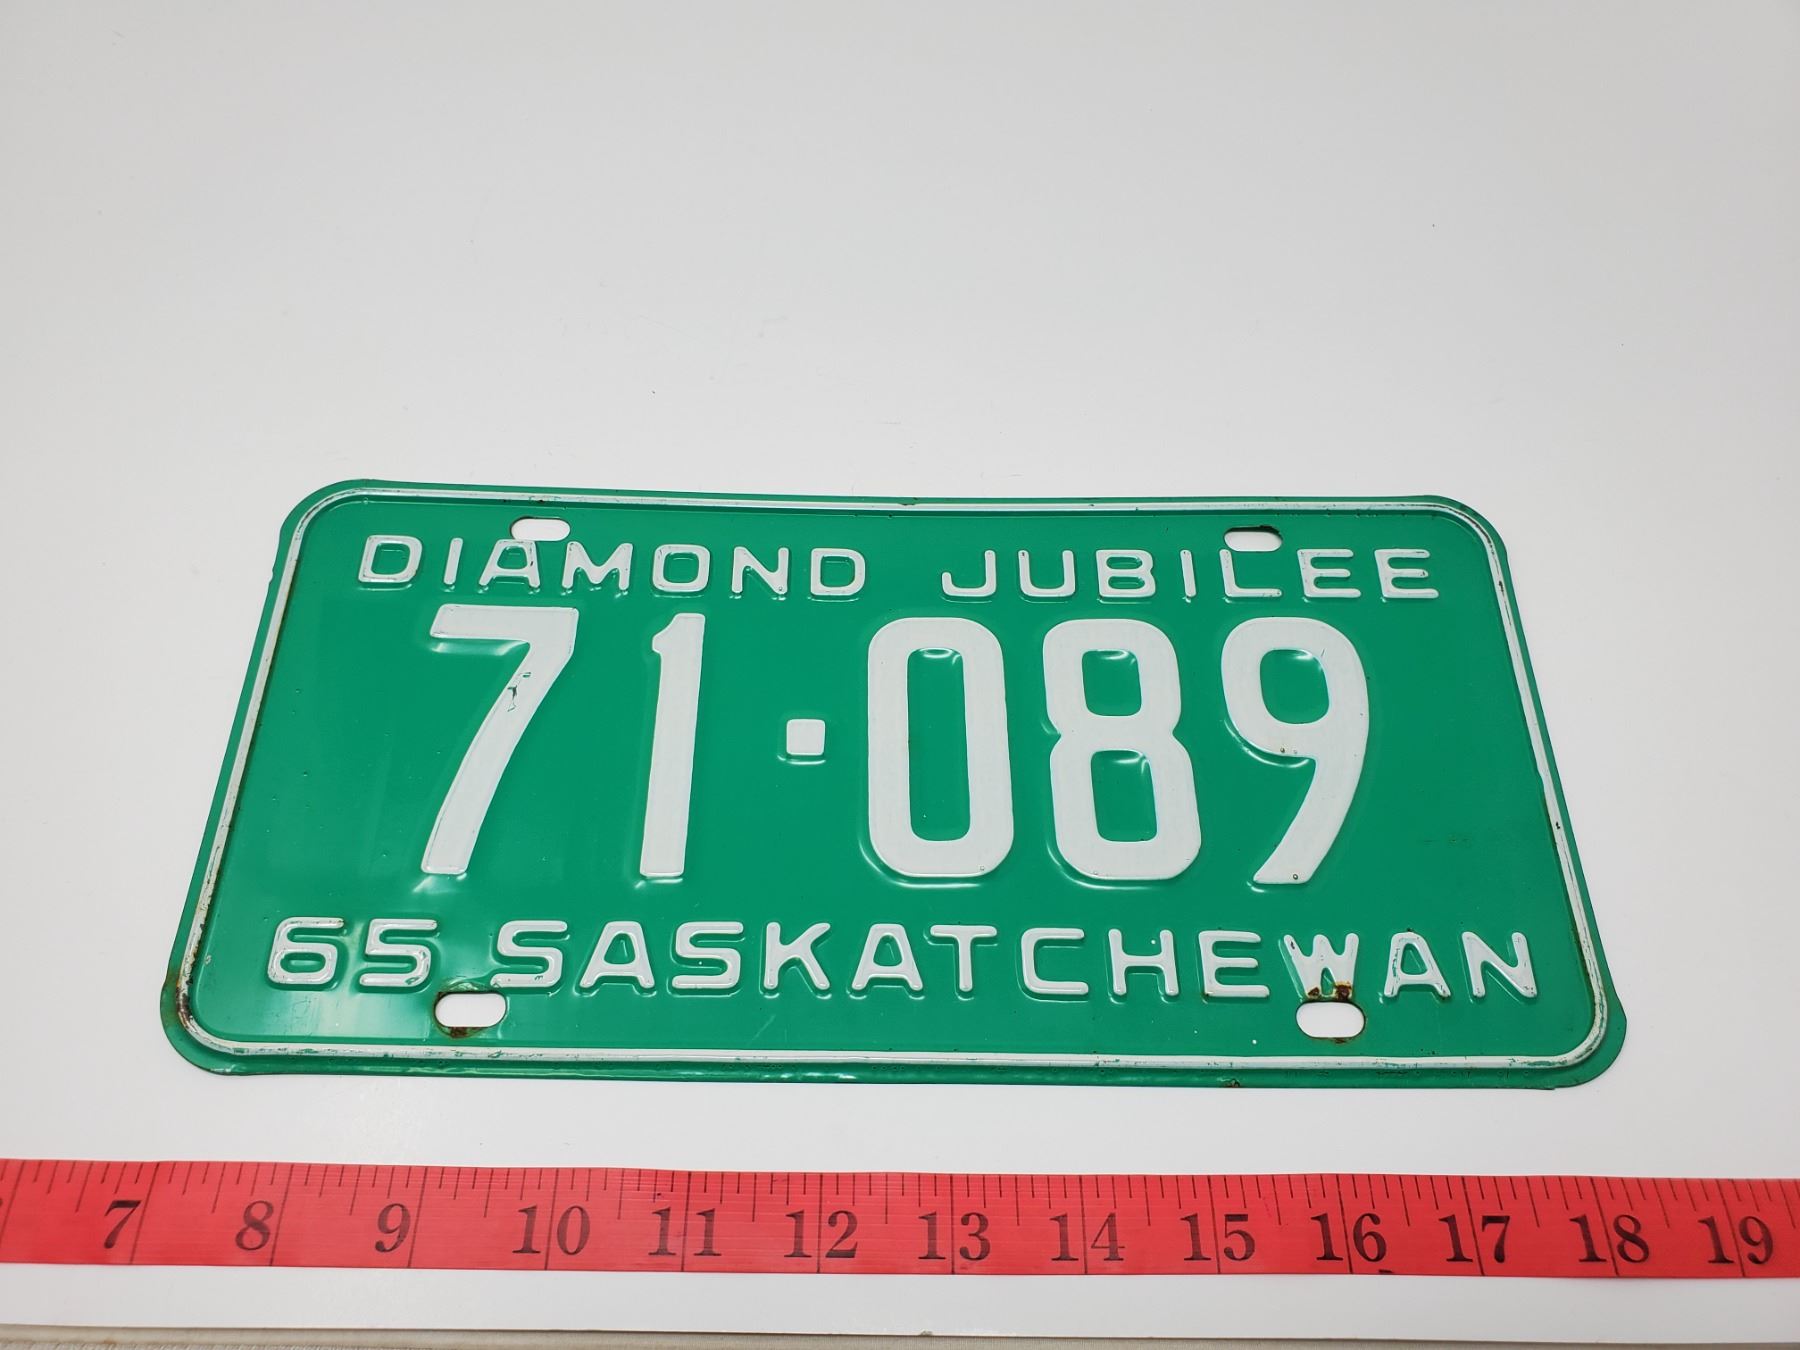 DIAMOND JUBILEE
71·089
65 SASKATCHEWAN
7 8 9 10 11 12 13 14 15 16 17 18 19